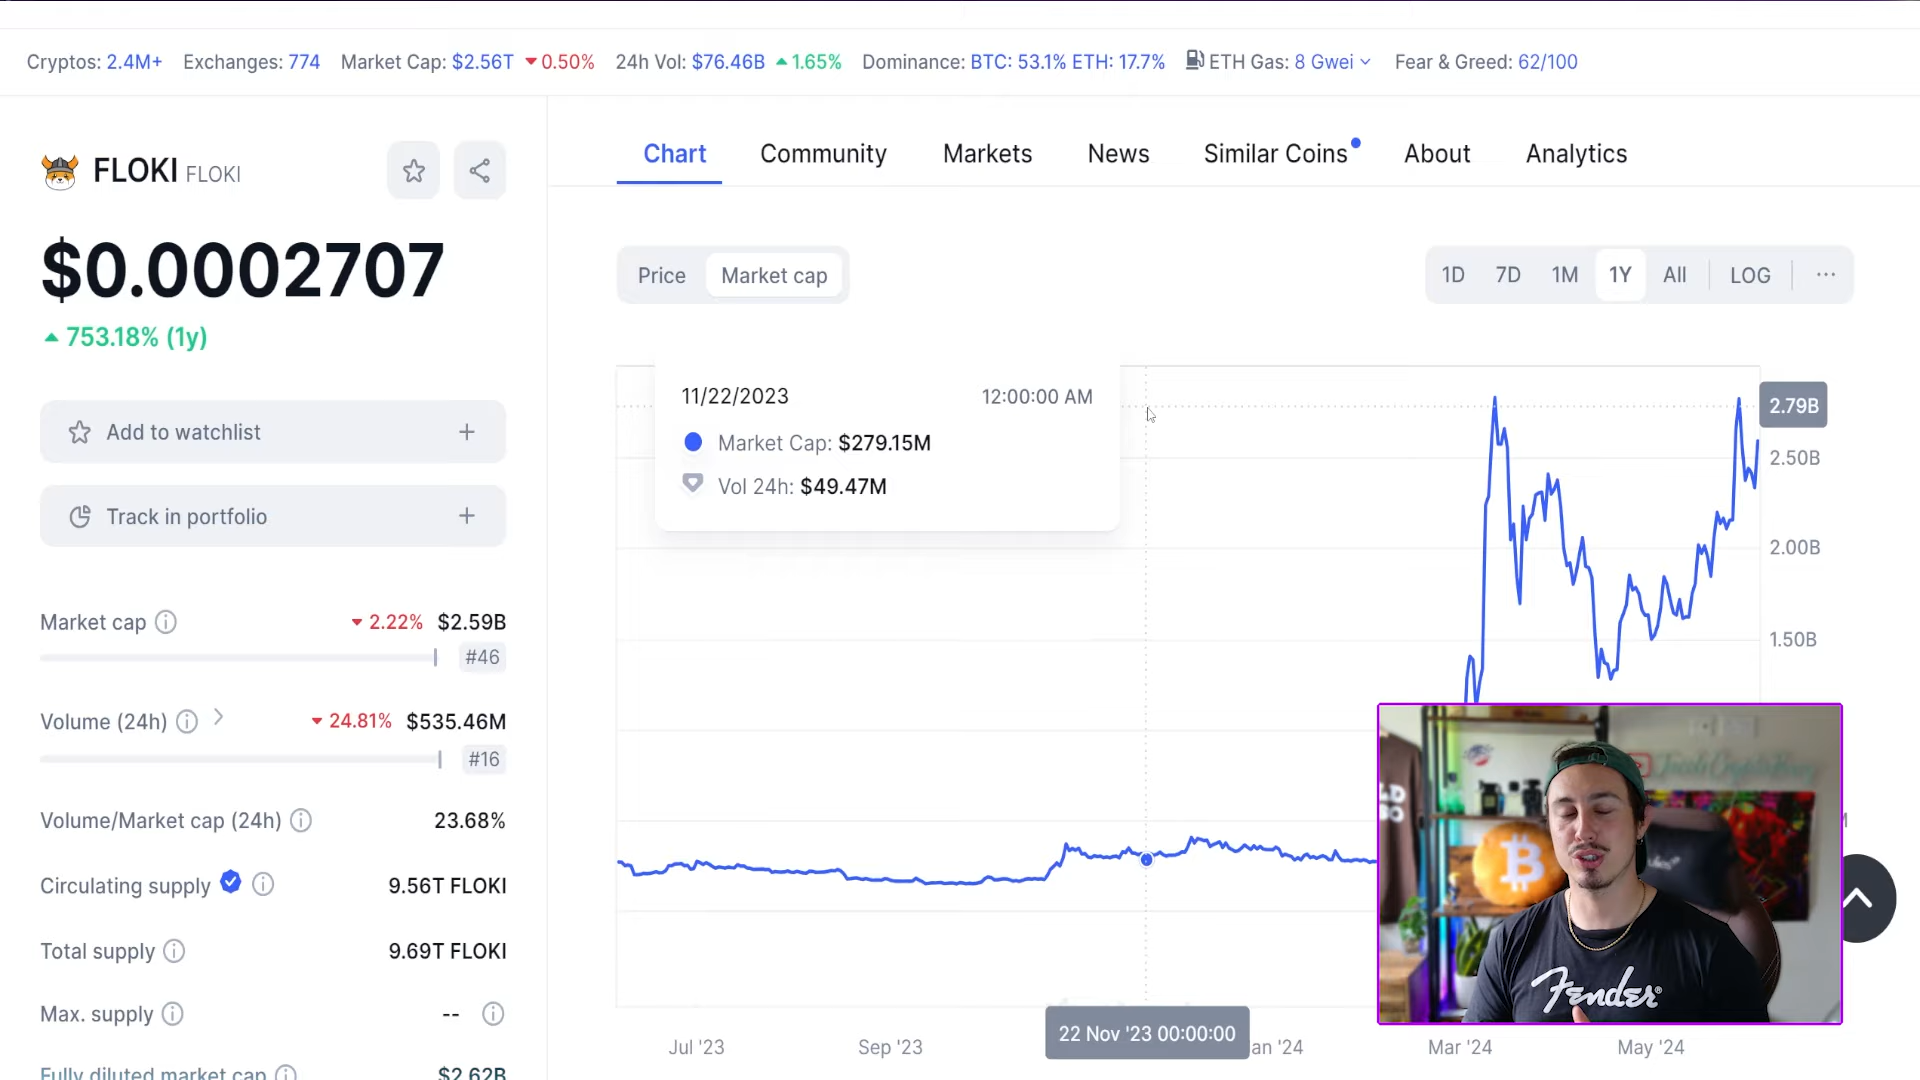 Cryptos: 2.4M+ Exchanges: 774 Market Cap: $2.56T 0.50% 24h Vol: $76.46B 1.65% Dominance: BTC: 53.1% ETH: 17.7% ETH Gas: 8 Gwei Fear & Greed: 62/100
FLOKI FLOKI
$0.0002707
753.18% (1y)
Add to watchlist +
Track in portfolio +
Market cap 2.22% $2.59B
#46
Volume (24h) 24.81% $535.46M
#16
Volume/Market cap (24h) 23.68%
Circulating supply 9.56T FLOKI
Total supply 9.69T FLOKI
Max. supply --
Fully diluted market cap $2.62B
Chart Community Markets News Similar Coins About Analytics
Price Market cap
1D 7D 1M 1Y All LOG ...
11/22/2023 12:00:00 AM
Market Cap: $279.15M
Vol 24h: $49.47M
2.79B
2.50B
2.00B
1.50B
Fender
22 Nov '23 00:00:00
Jul '23 Sep '23 an '24 Mar '24 May '24